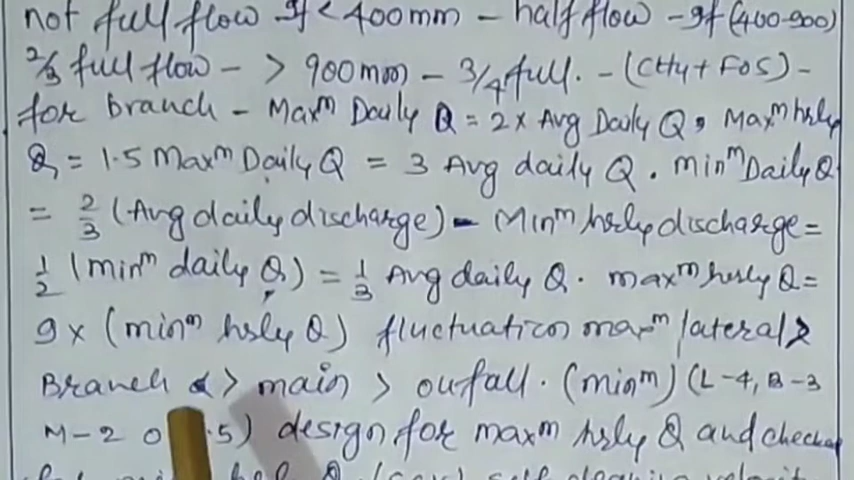 not full flow If < 400mm - half flow - If (400-900)
2/3 full flow - > 900mm - 3/4 full. - (CH4 + FOS) -
for Branch - Maxm Daily Q = 2 x Avg Daily Q, Maxm hrly
Q = 1.5 Maxm Daily Q = 3 Avg daily Q. minm Daily Q
= 2/3 (Avg daily discharge) - Minm hrly discharge =
1/2 (minm daily Q) = 1/3 Avg daily Q. maxm hrly Q =
9x (minm hrly Q) fluctuation maxm lateral >
Branch > main > outfall. (minm) (L-4, B-3
M-2 O .5) design for maxm hrly Q and check